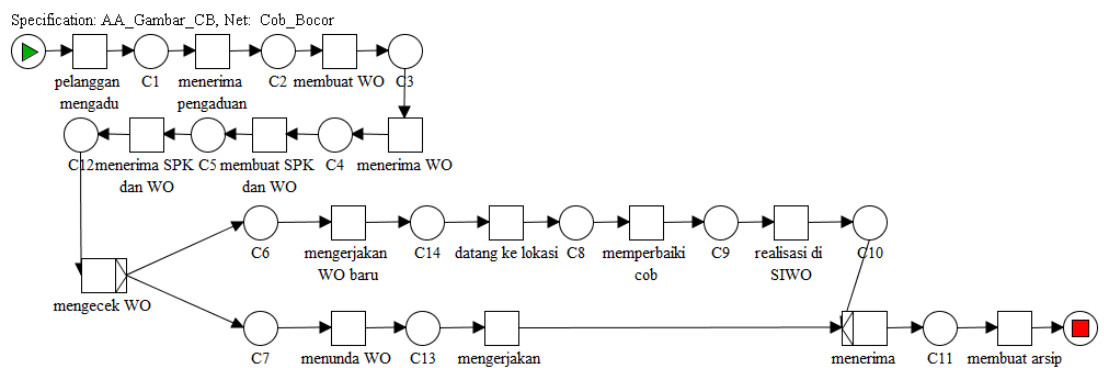 Specification: AA_Gambar_CB, Net: Cob_Bocor
pelanggan
mengadu
C1
menerima
pengaduan
C2
membuat WO
C3
C12
menerima SPK
dan WO
C5
membuat SPK
dan WO
C4
menerima WO
C6
mengerjakan
WO baru
C14
datang ke lokasi
C8
memperbaiki
cob
C9
realisasi di
SIWO
C10
mengecek WO
C7
menunda WO
C13
mengerjakan
menerima
C11
membuat arsip